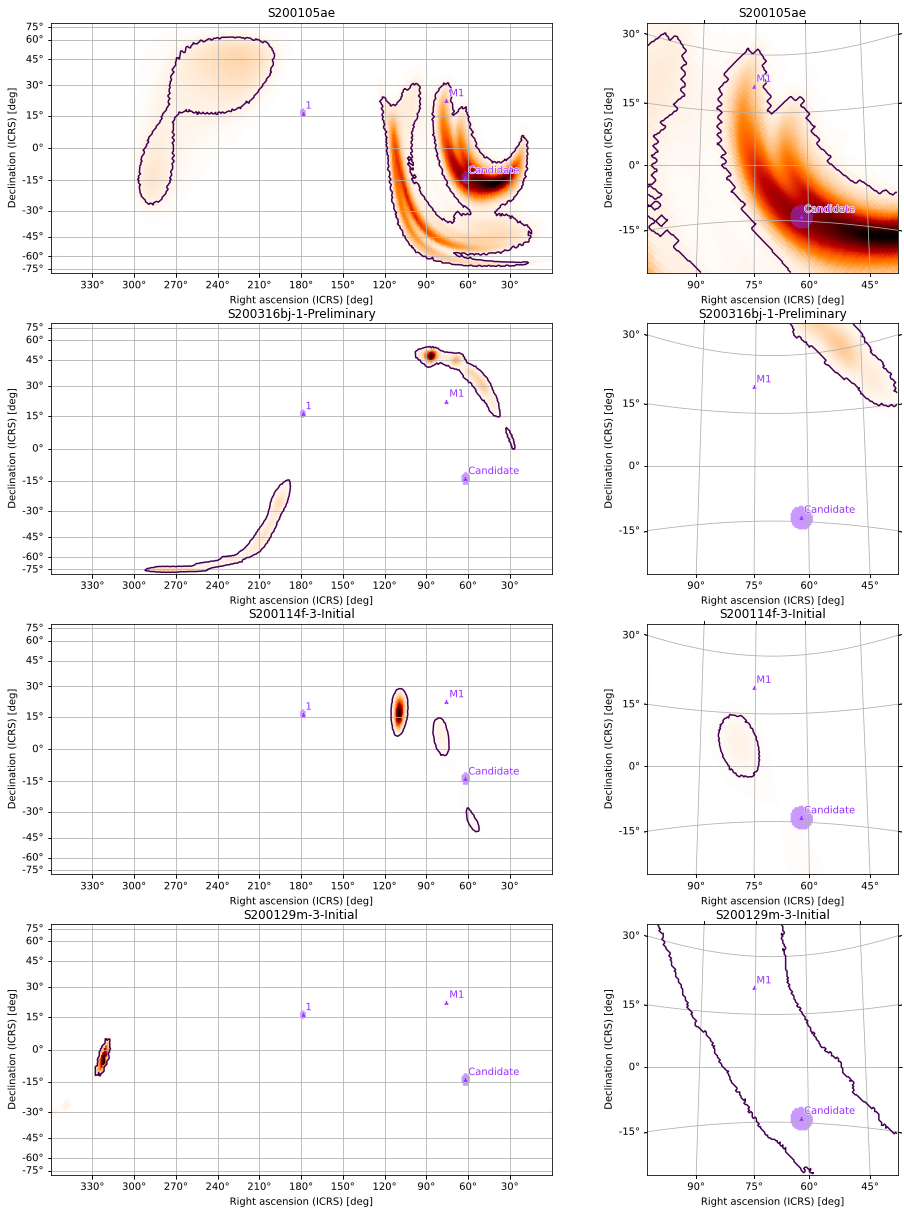 S200105ae
75°
60°
45°
30°
15°
0°
-15°
-30°
-45°
-60°
-75°
Declination (ICRS) [deg]
1
M1
Candidate
330° 300° 270° 240° 210° 180° 150° 120° 90° 60° 30°
Right ascension (ICRS) [deg]
S200105ae
30°
15°
0°
-15°
Declination (ICRS) [deg]
M1
Candidate
90° 75° 60° 45°
Right ascension (ICRS) [deg]
S200316bj-1-Preliminary
75°
60°
45°
30°
15°
0°
-15°
-30°
-45°
-60°
-75°
Declination (ICRS) [deg]
1
M1
Candidate
330° 300° 270° 240° 210° 180° 150° 120° 90° 60° 30°
Right ascension (ICRS) [deg]
S200316bj-1-Preliminary
30°
15°
0°
-15°
Declination (ICRS) [deg]
M1
Candidate
90° 75° 60° 45°
Right ascension (ICRS) [deg]
S200114f-3-Initial
75°
60°
45°
30°
15°
0°
-15°
-30°
-45°
-60°
-75°
Declination (ICRS) [deg]
1
M1
Candidate
330° 300° 270° 240° 210° 180° 150° 120° 90° 60° 30°
Right ascension (ICRS) [deg]
S200114f-3-Initial
30°
15°
0°
-15°
Declination (ICRS) [deg]
M1
Candidate
90° 75° 60° 45°
Right ascension (ICRS) [deg]
S200129m-3-Initial
75°
60°
45°
30°
15°
0°
-15°
-30°
-45°
-60°
-75°
Declination (ICRS) [deg]
1
M1
Candidate
330° 300° 270° 240° 210° 180° 150° 120° 90° 60° 30°
Right ascension (ICRS) [deg]
S200129m-3-Initial
30°
15°
0°
-15°
Declination (ICRS) [deg]
M1
Candidate
90° 75° 60° 45°
Right ascension (ICRS) [deg]